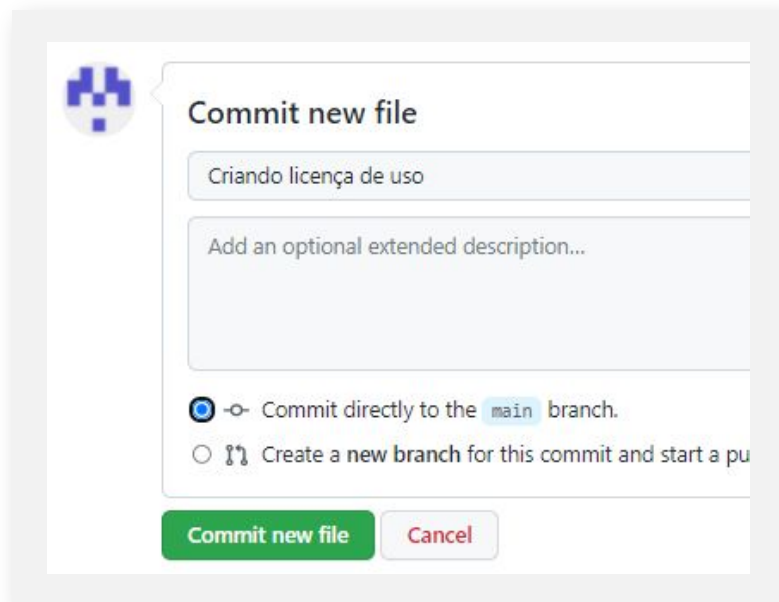 Commit new file
Criando licença de uso
Add an optional extended description...
Commit directly to the main branch.
Create a new branch for this commit and start a pu
Commit new file
Cancel